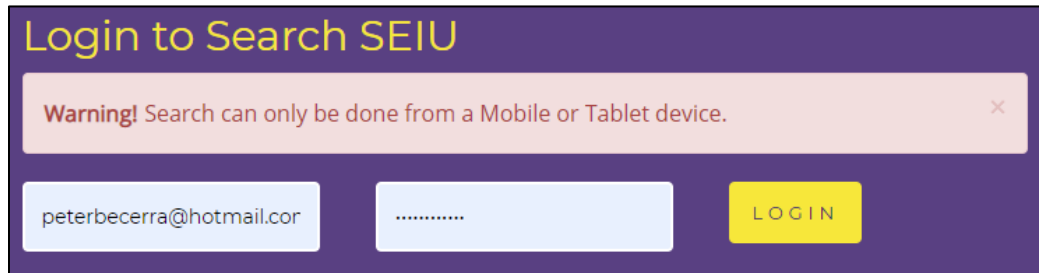 Login to Search SEIU
Warning! Search can only be done from a Mobile or Tablet device. ×
peterbecerra@hotmail.cor ············ LOGIN